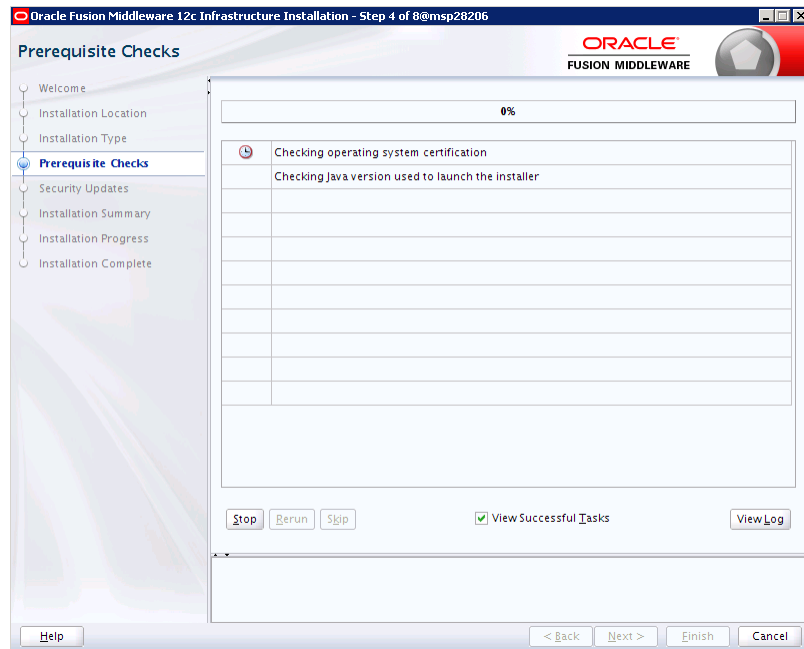 Oracle Fusion Middleware 12c Infrastructure Installation - Step 4 of 8@msp28206
Prerequisite Checks
ORACLE
FUSION MIDDLEWARE
Welcome
Installation Location
Installation Type
Prerequisite Checks
Security Updates
Installation Summary
Installation Progress
Installation Complete
0%
Checking operating system certification
Checking Java version used to launch the installer
Stop
Rerun
Skip
View Successful Tasks
View Log
Help
< Back
Next >
Finish
Cancel